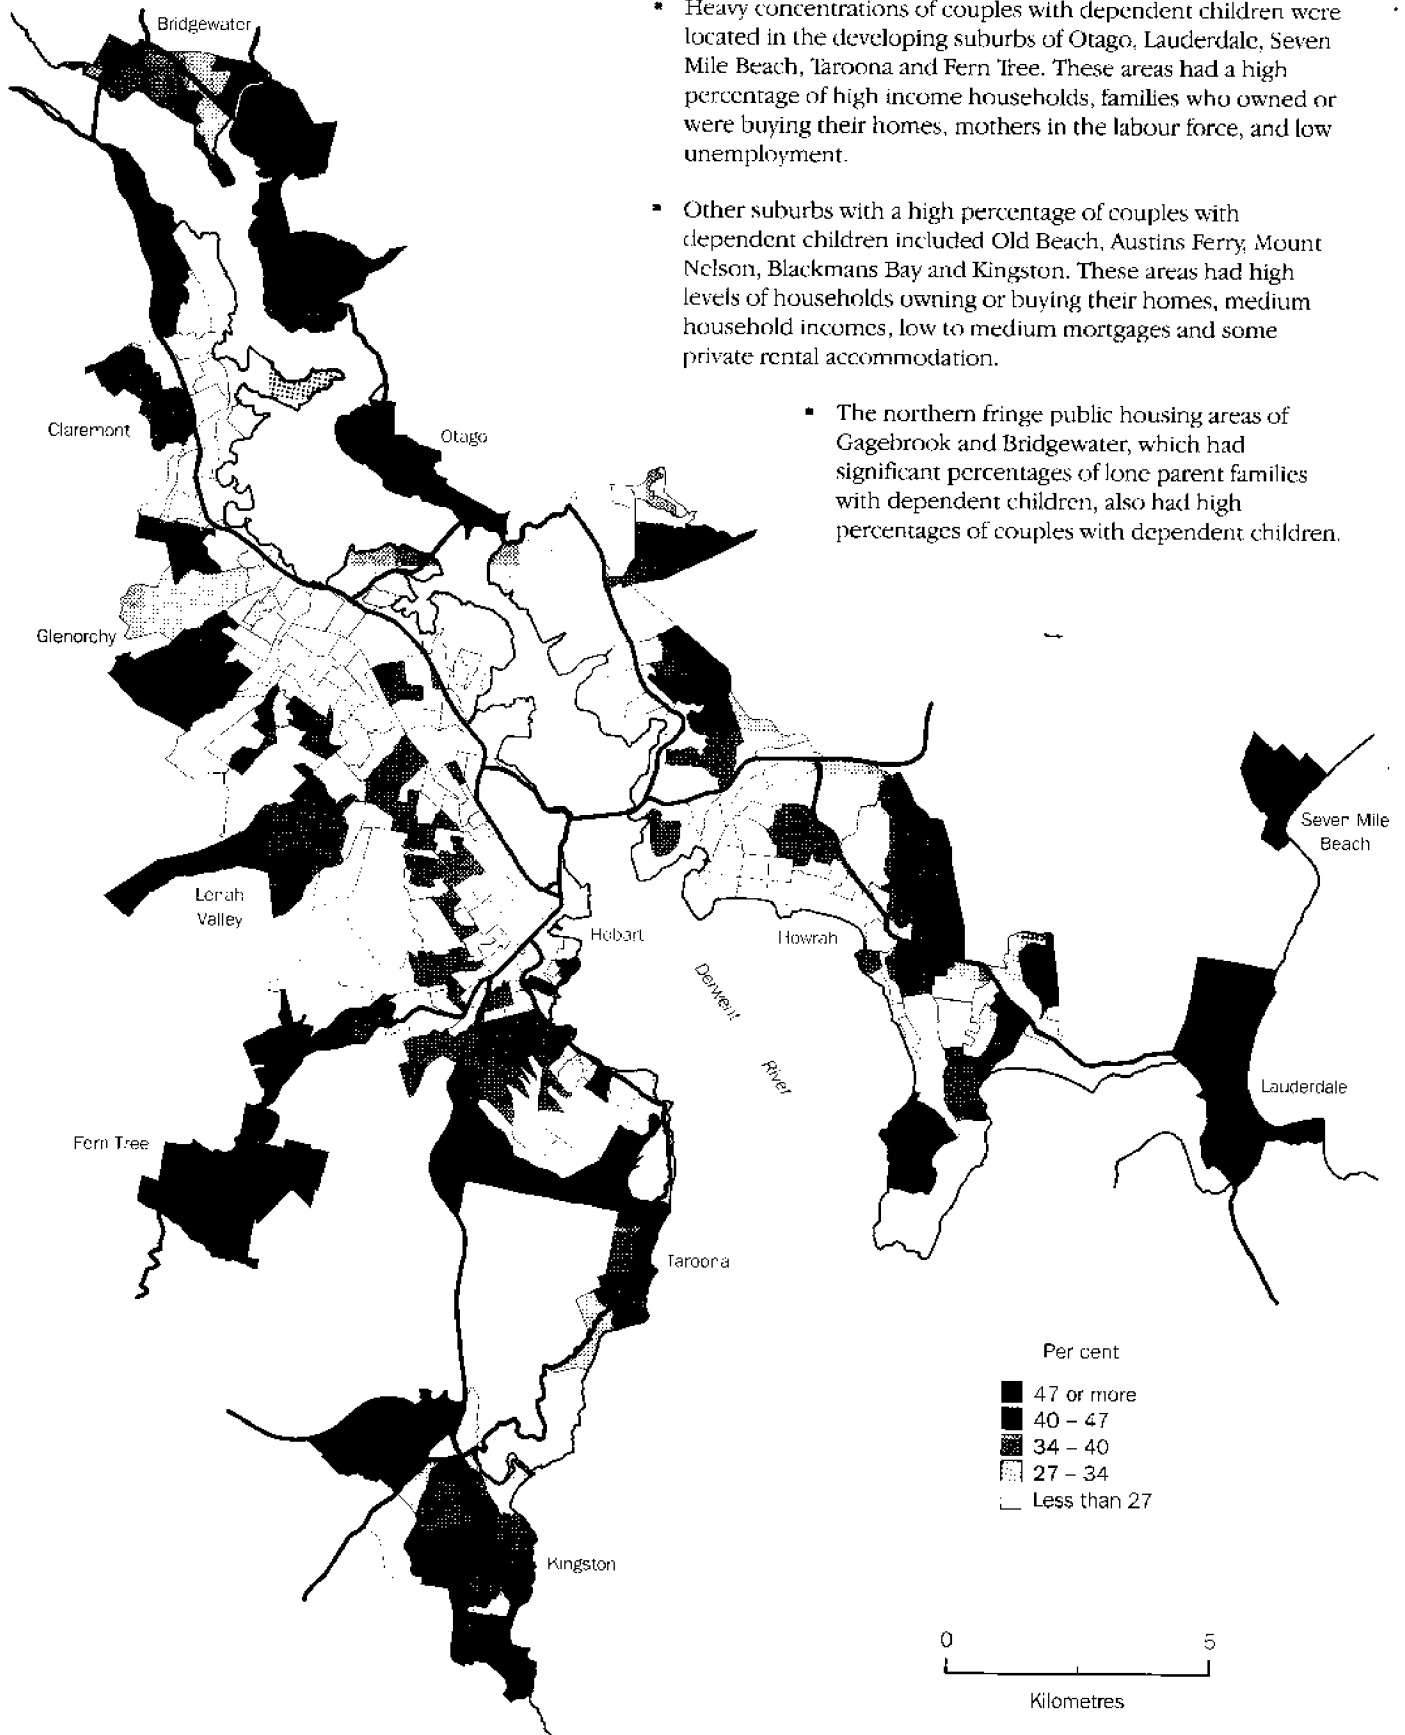 ▪ Heavy concentrations of couples with dependent children were
located in the developing suburbs of Otago, Lauderdale, Seven
Mile Beach, Taroona and Fern Tree. These areas had a high
percentage of high income households, families who owned or
were buying their homes, mothers in the labour force, and low
unemployment.
▪ Other suburbs with a high percentage of couples with
dependent children included Old Beach, Austins Ferry, Mount
Nelson, Blackmans Bay and Kingston. These areas had high
levels of households owning or buying their homes, medium
household incomes, low to medium mortgages and some
private rental accommodation.
▪ The northern fringe public housing areas of
Gagebrook and Bridgewater, which had
significant percentages of lone parent families
with dependent children, also had high
percentages of couples with dependent children.
Bridgewater
Claremont
Otago
Glenorchy
Seven Mile
Beach
Lenah
Valley
Hobart
Howrah
Derwent
River
Lauderdale
Fern Tree
Taroona
Per cent
47 or more
40 – 47
34 – 40
27 – 34
Less than 27
Kingston
0 5
Kilometres